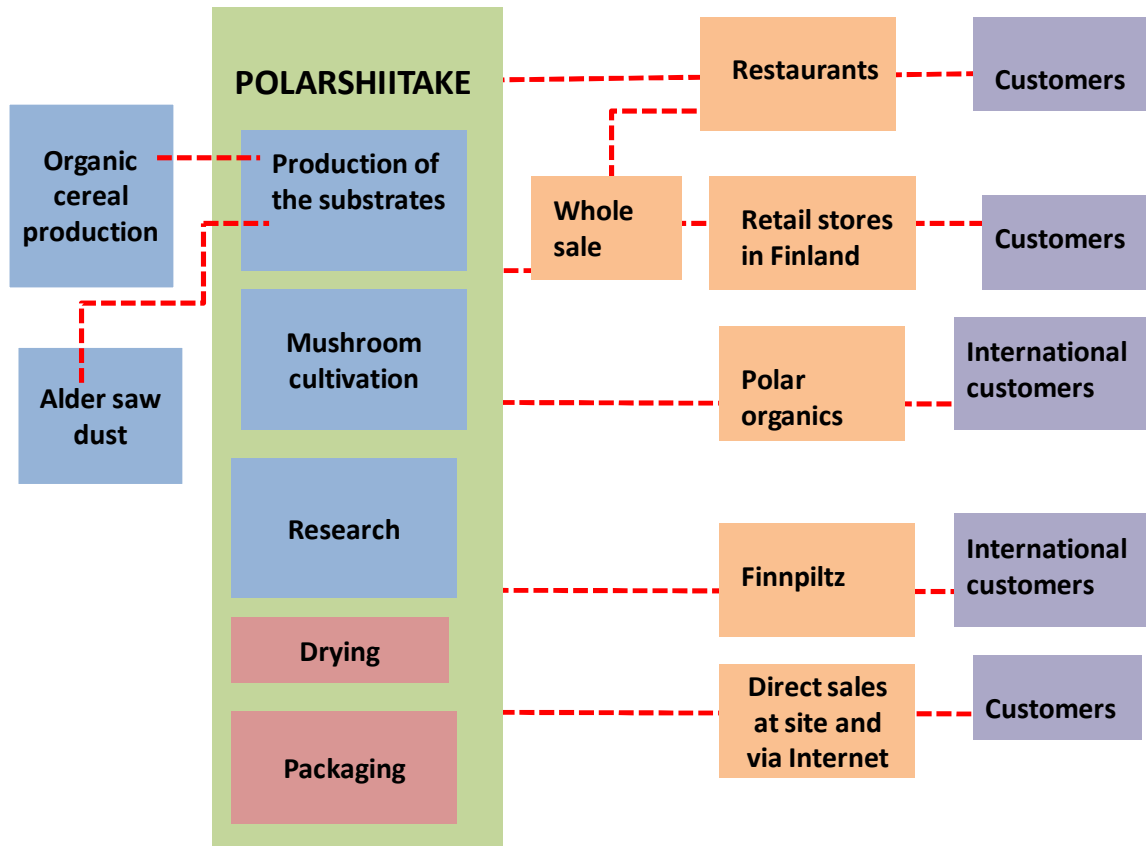 POLARSHIITAKE
Organic
cereal
production
Alder saw
dust
Production of
the substrates
Mushroom
cultivation
Research
Drying
Packaging
Restaurants
Customers
Whole
sale
Retail stores
in Finland
Customers
Polar
organics
International
customers
Finnpiltz
International
customers
Direct sales
at site and
via Internet
Customers